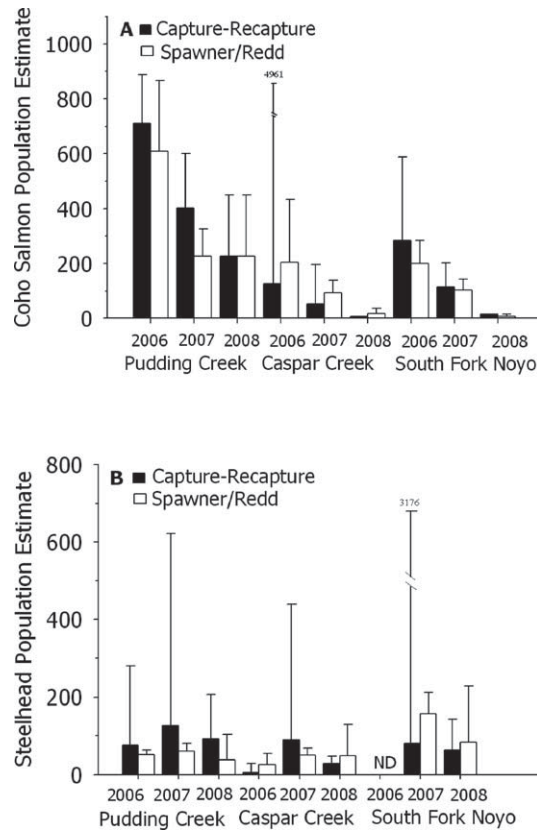 A Capture-Recapture
Spawner/Redd
Coho Salmon Population Estimate
1000
800
600
400
200
0
4961
2006 2007 2008 2006 2007 2008 2006 2007 2008
Pudding Creek Caspar Creek South Fork Noyo
B Capture-Recapture
Spawner/Redd
Steelhead Population Estimate
800
600
400
200
0
3176
ND
2006 2007 2008 2006 2007 2008 2006 2007 2008
Pudding Creek Caspar Creek South Fork Noyo